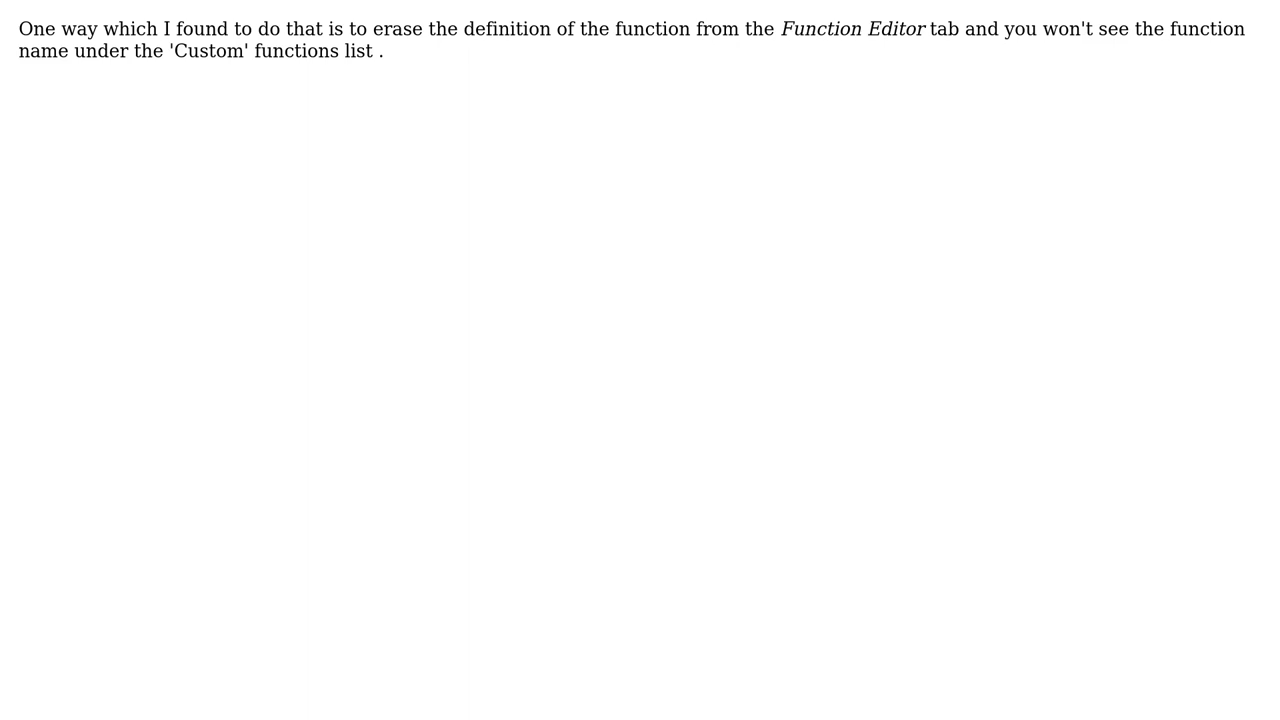 One way which I found to do that is to erase the definition of the function from the Function Editor tab and you won't see the function
name under the 'Custom' functions list .